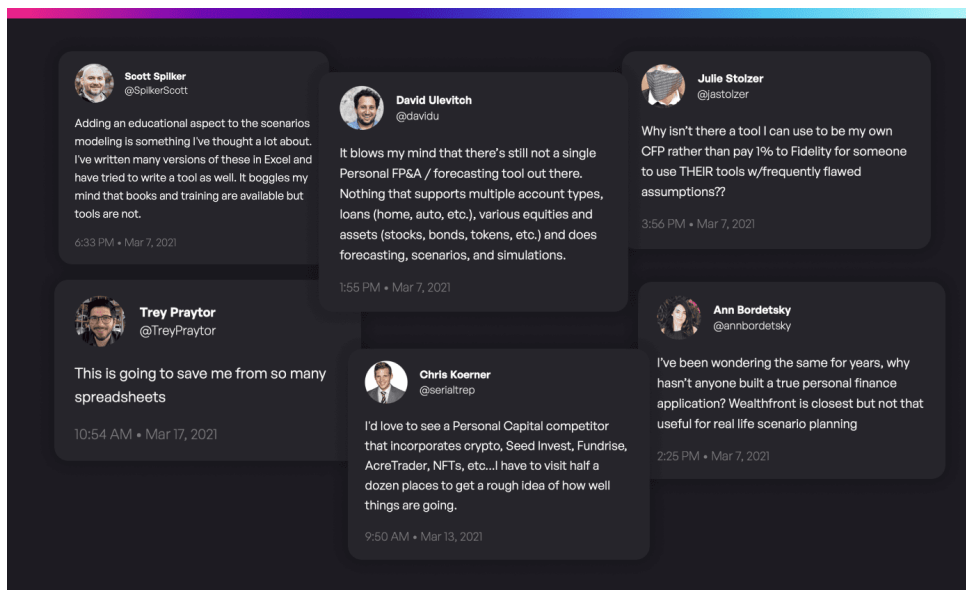 Scott Spilker
@SpilkerScott
Adding an educational aspect to the scenarios
modeling is something I've thought a lot about.
I've written many versions of these in Excel and
have tried to write a tool as well. It boggles my
mind that books and training are available but
tools are not.
6:33 PM • Mar 7, 2021
David Ulevitch
@davidu
It blows my mind that there's still not a single
Personal FP&A / forecasting tool out there.
Nothing that supports multiple account types,
loans (home, auto, etc.), various equities and
assets (stocks, bonds, tokens, etc.) and does
forecasting, scenarios, and simulations.
1:55 PM • Mar 7, 2021
Julie Stolzer
@jastolzer
Why isn't there a tool I can use to be my own
CFP rather than pay 1% to Fidelity for someone
to use THEIR tools w/frequently flawed
assumptions??
3:56 PM • Mar 7, 2021
Trey Praytor
@TreyPraytor
This is going to save me from so many
spreadsheets
10:54 AM • Mar 17, 2021
Chris Koerner
@serialtrep
I'd love to see a Personal Capital competitor
that incorporates crypto, Seed Invest, Fundrise,
AcreTrader, NFTs, etc...I have to visit half a
dozen places to get a rough idea of how well
things are going.
9:50 AM • Mar 13, 2021
Ann Bordetsky
@annbordetsky
I've been wondering the same for years, why
hasn't anyone built a true personal finance
application? Wealthfront is closest but not that
useful for real life scenario planning
2:25 PM • Mar 7, 2021